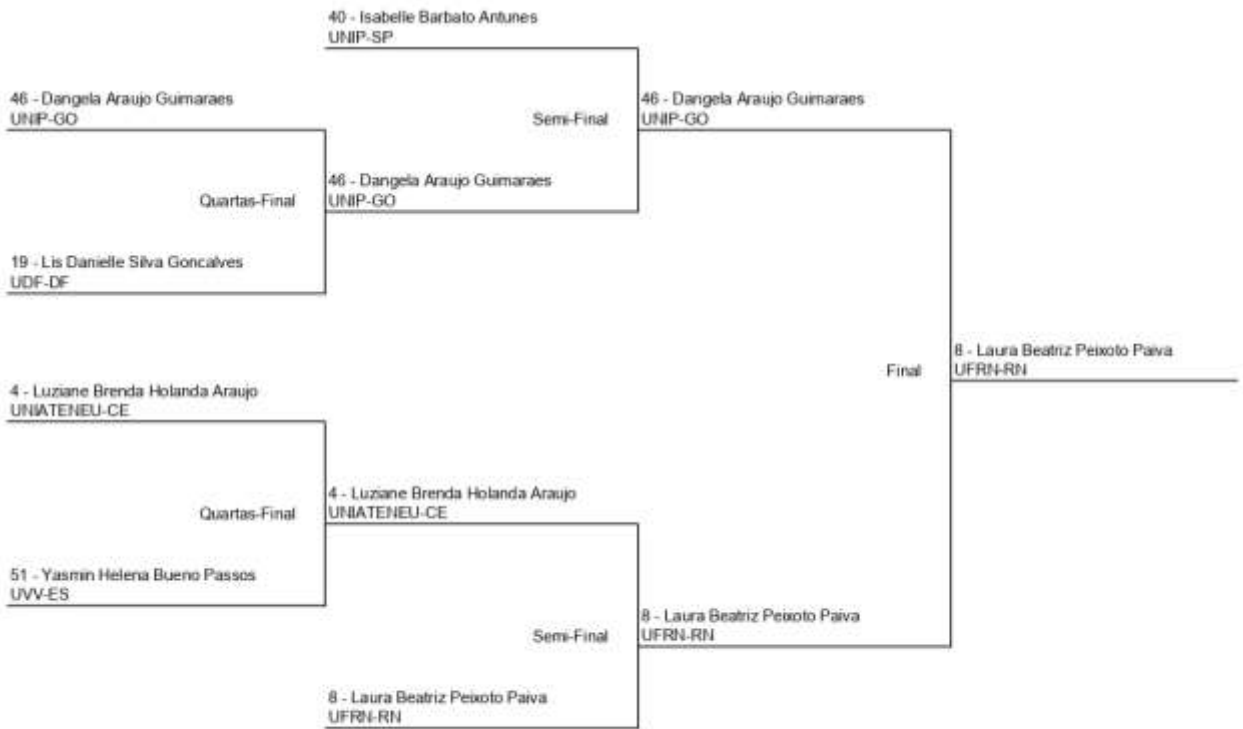 40 - Isabelle Barbato Antunes
UNIP-SP
46 - Dangela Araujo Guimaraes
UNIP-GO
Semi-Final
46 - Dangela Araujo Guimaraes
UNIP-GO
Quartas-Final
46 - Dangela Araujo Guimaraes
UNIP-GO
19 - Lis Danielle Silva Goncalves
UDF-DF
Final
8 - Laura Beatriz Peixoto Paiva
UFRN-RN
4 - Luziane Brenda Holanda Araujo
UNIATENEU-CE
Quartas-Final
4 - Luziane Brenda Holanda Araujo
UNIATENEU-CE
51 - Yasmin Helena Bueno Passos
UVV-ES
Semi-Final
8 - Laura Beatriz Peixoto Paiva
UFRN-RN
8 - Laura Beatriz Peixoto Paiva
UFRN-RN